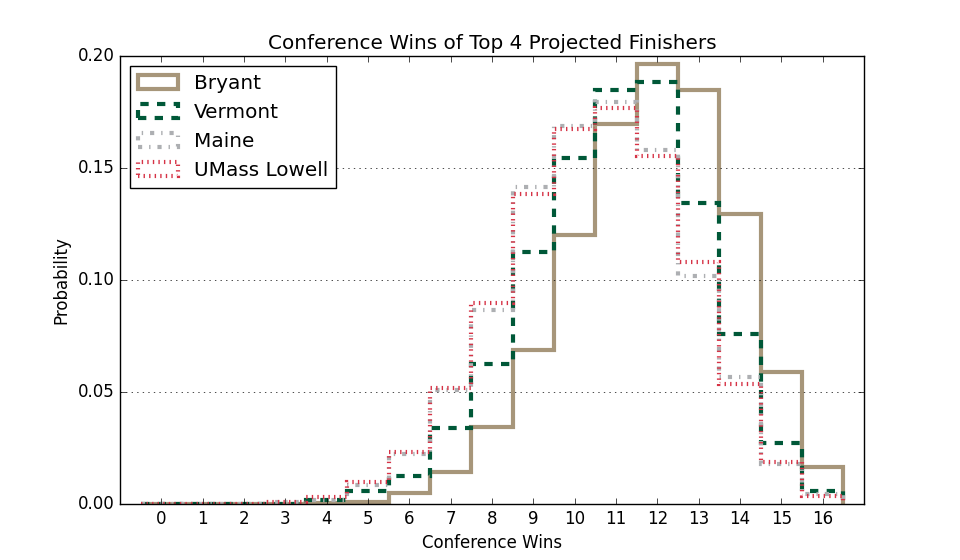 Conference Wins of Top 4 Projected Finishers
0.20
0.15
0.10
0.05
0.00
Probability
Bryant
Vermont
Maine
UMass Lowell
0 1 2 3 4 5 6 7 8 9 10 11 12 13 14 15 16
Conference Wins